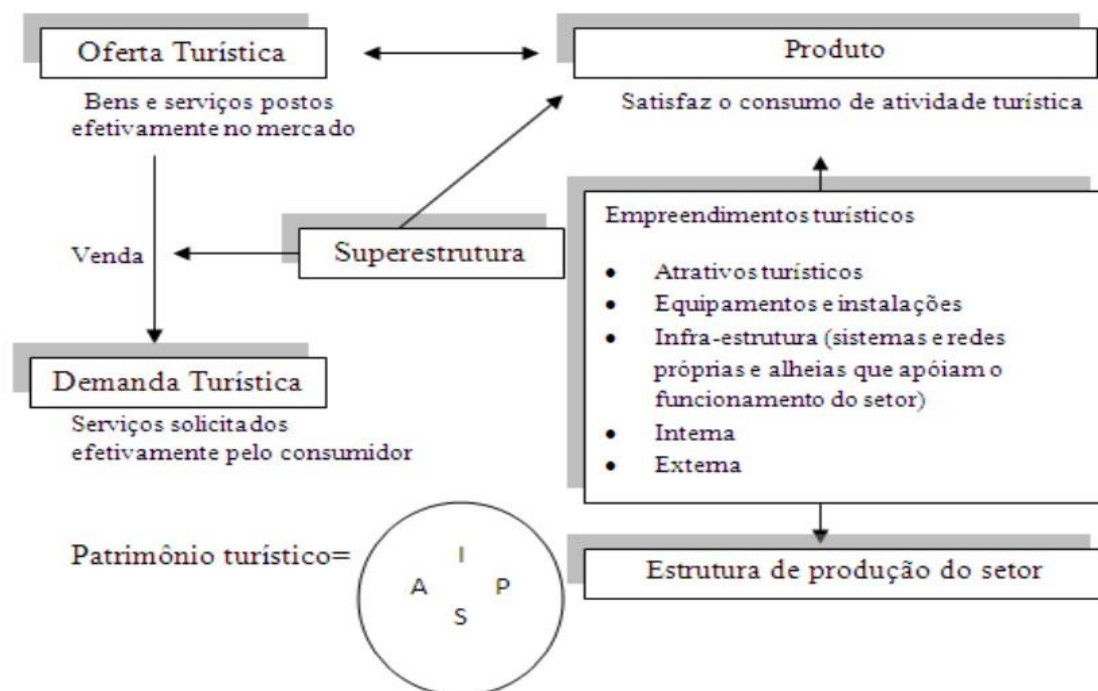 Oferta Turística
Produto
Bens e serviços postos
efetivamente no mercado
Satisfaz o consumo de atividade turística
Venda
Superestrutura
Empreendimentos turísticos
• Atrativos turísticos
• Equipamentos e instalações
• Infra-estrutura (sistemas e redes
próprias e alheias que apóiam o
funcionamento do setor)
• Interna
• Externa
Demanda Turística
Serviços solicitados
efetivamente pelo consumidor
Patrimônio turístico=
I
A P
S
Estrutura de produção do setor